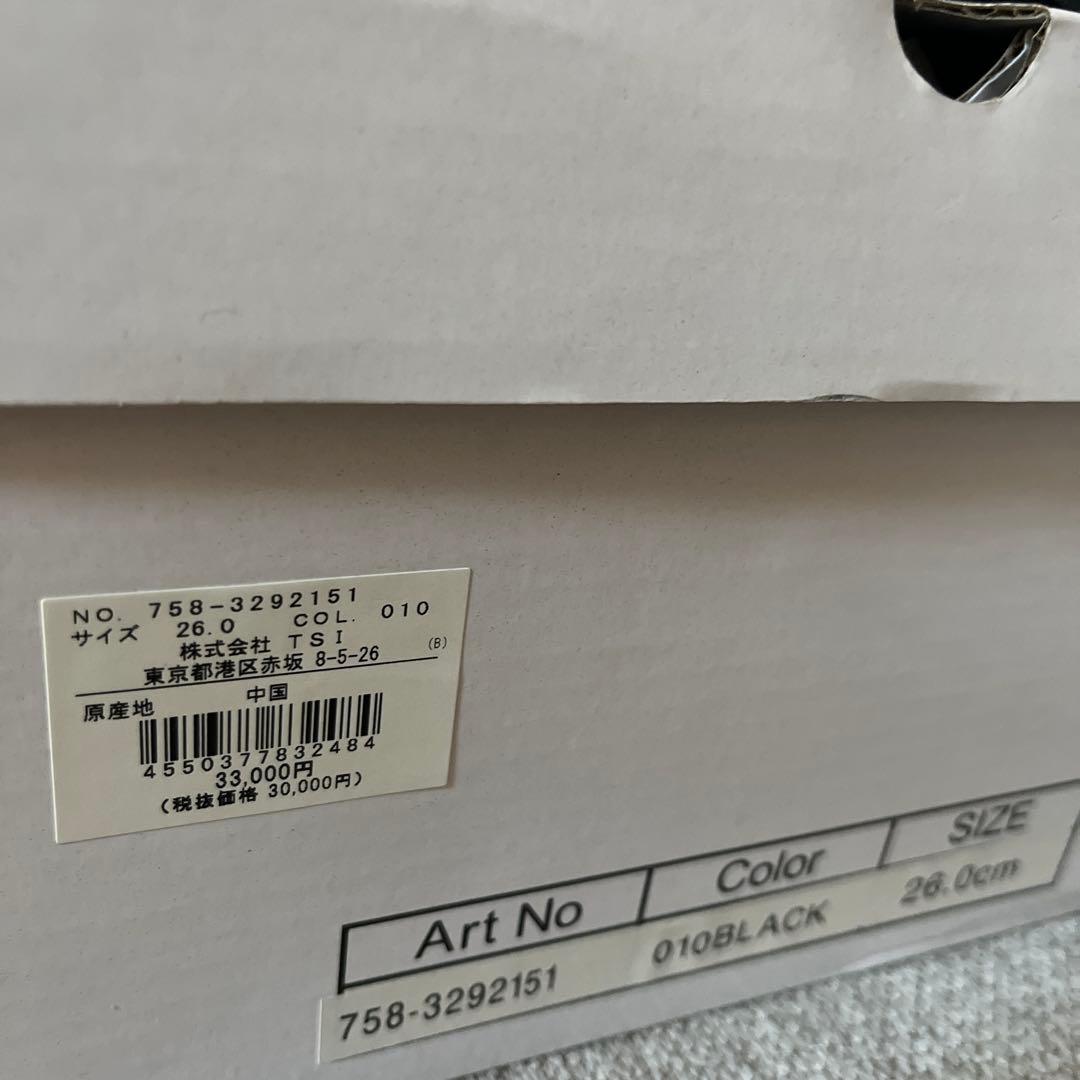 NO. 758-3292151
サイズ 26.0 COL. 010
株式会社 TSI
東京都港区赤坂 8-5-26 (B)
原産地 中国
4550377832484
33,000円
(税抜価格 30,000円)
Art No Color SIZE
758-3292151 010BLACK 26.0cm